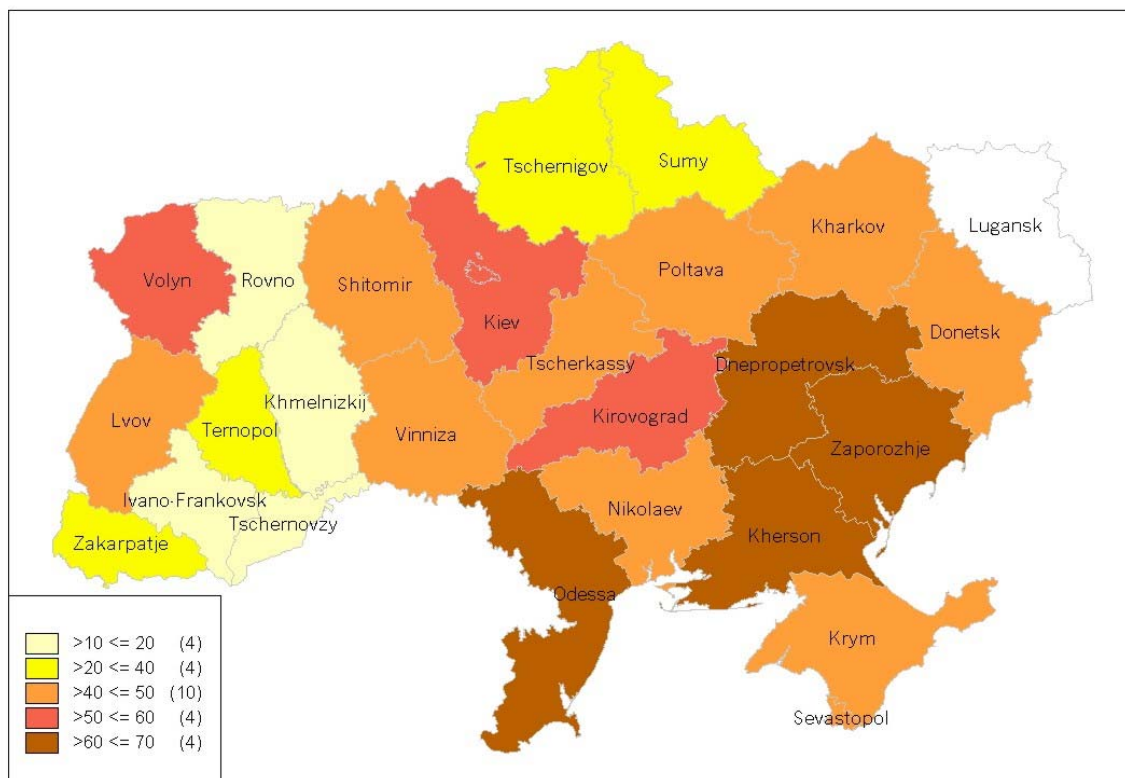 Tschernigov
Sumy
Kharkov
Lugansk
Volyn
Rovno
Shitomir
Poltava
Kiev
Donetsk
Tscherkassy
Dnepropetrovsk
Lvov
Ternopol
Khmelnizkij
Vinniza
Kirovograd
Zaporozhje
Ivano-Frankovsk
Tschernovzy
Nikolaev
Kherson
Zakarpatje
Odessa
Krym
Sevastopol
>10 <= 20 (4)
>20 <= 40 (4)
>40 <= 50 (10)
>50 <= 60 (4)
>60 <= 70 (4)